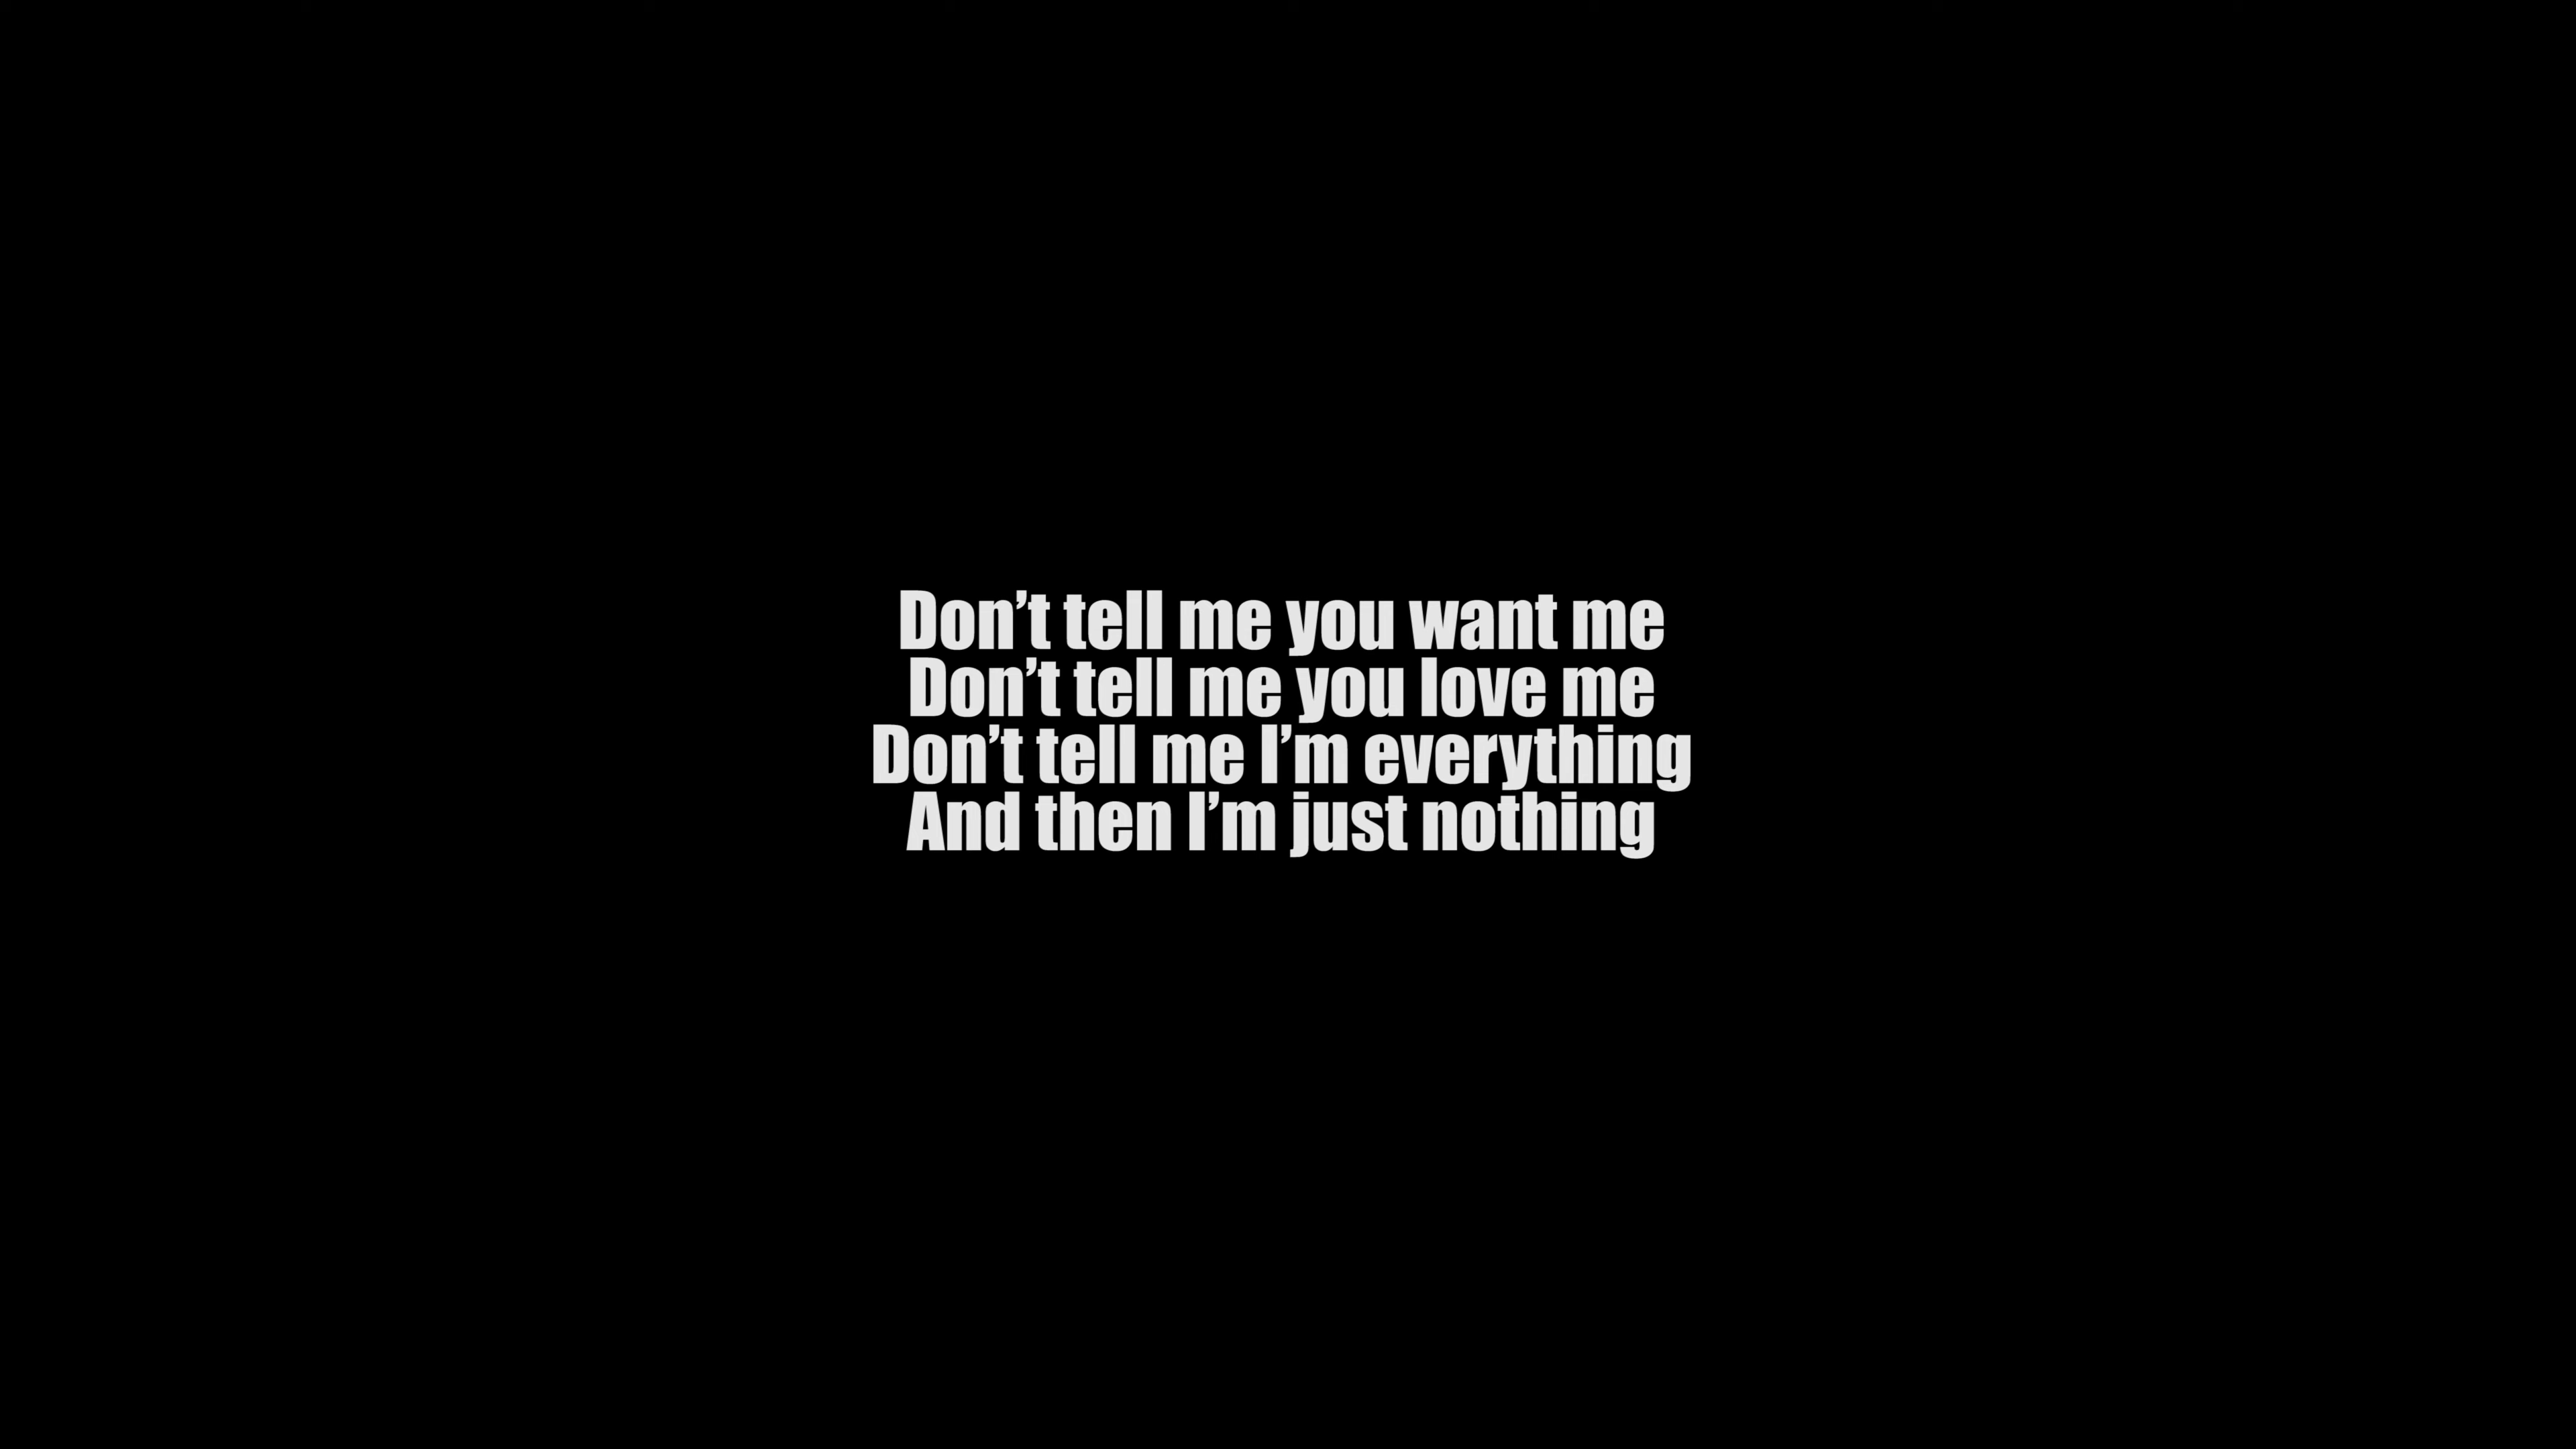 Don’t tell me you want me
Don’t tell me you love me
Don’t tell me I’m everything
And then I’m just nothing